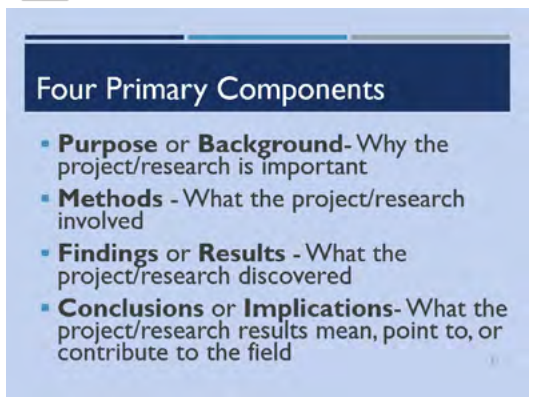 Four Primary Components
▪ Purpose or Background- Why the
project/research is important
▪ Methods - What the project/research
involved
▪ Findings or Results - What the
project/research discovered
▪ Conclusions or Implications- What the
project/research results mean, point to, or
contribute to the field